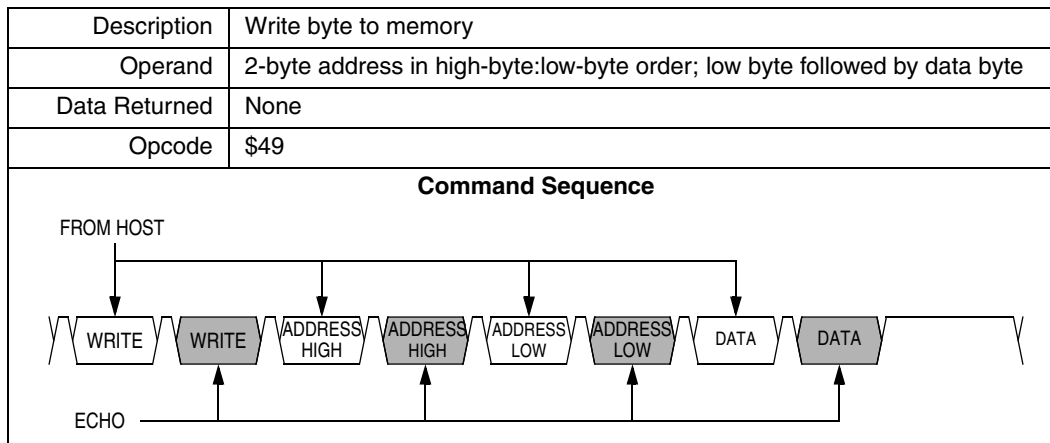 Description Write byte to memory
Operand 2-byte address in high-byte:low-byte order; low byte followed by data byte
Data Returned None
Opcode $49
Command Sequence
FROM HOST
WRITE WRITE ADDRESS HIGH ADDRESS HIGH ADDRESS LOW ADDRESS LOW DATA DATA
ECHO